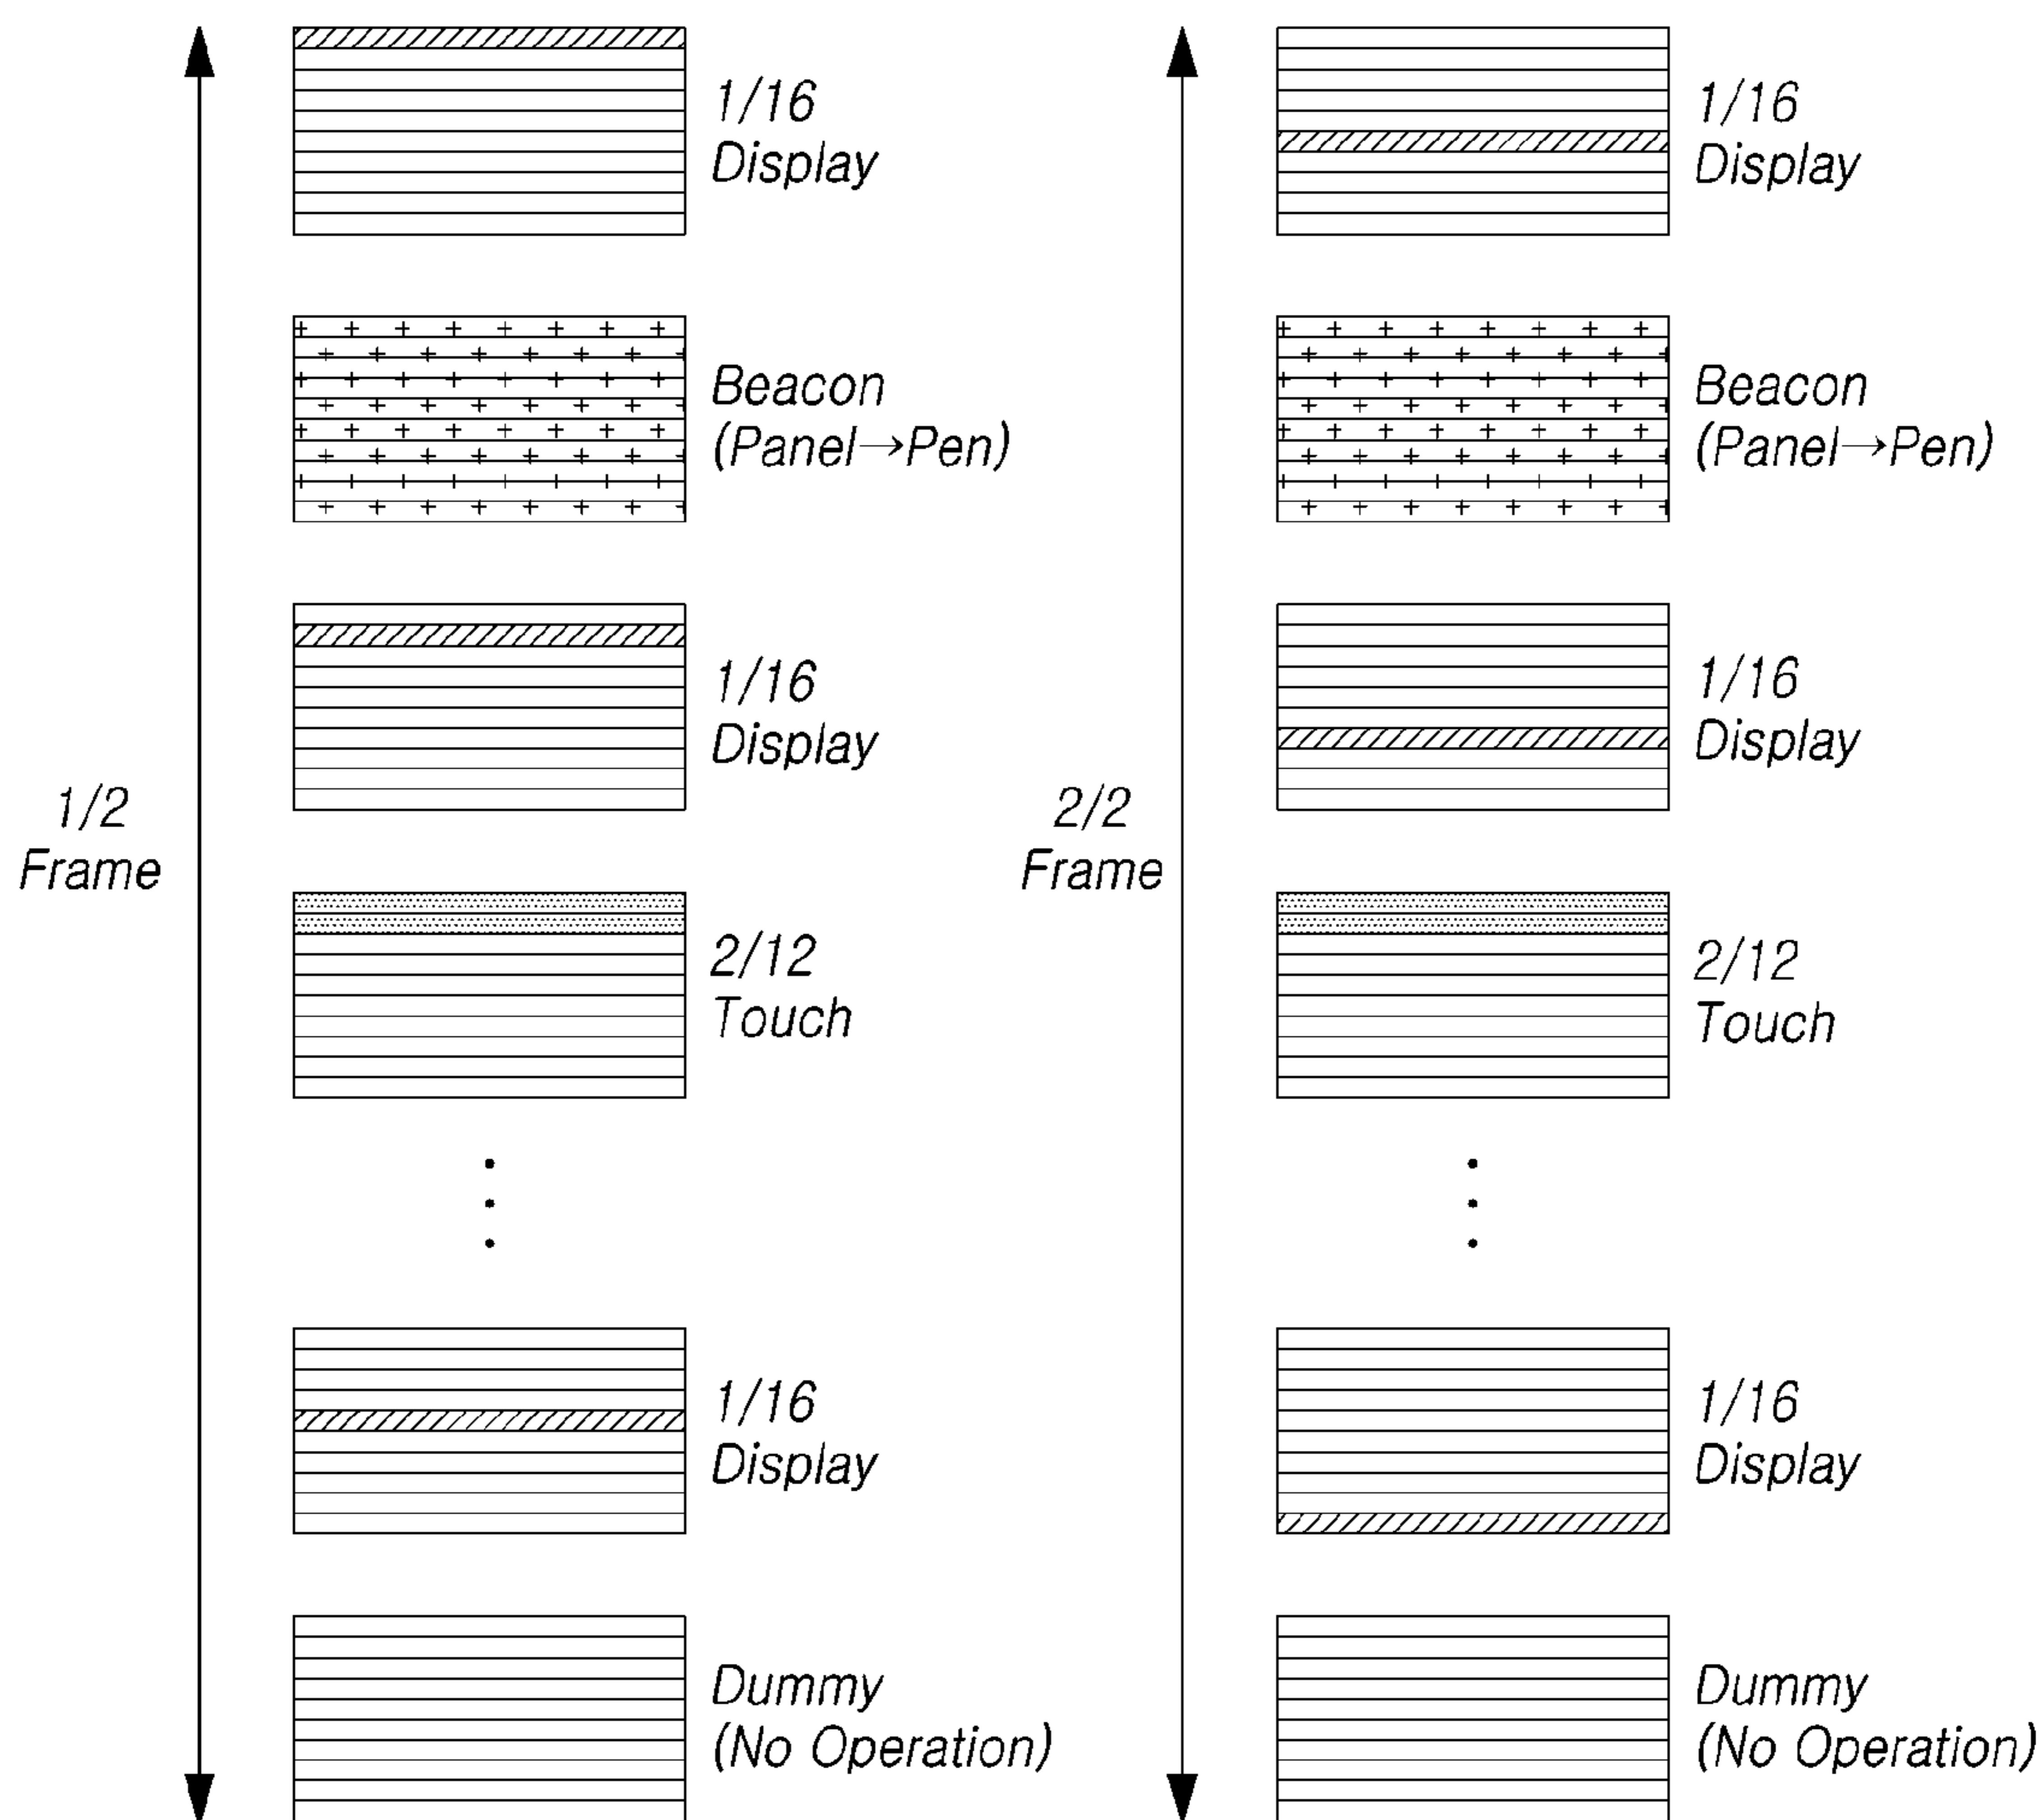 1/2
Frame
1/16
Display
Beacon
(Panel→Pen)
1/16
Display
2/12
Touch
1/16
Display
Dummy
(No Operation)
2/2
Frame
1/16
Display
Beacon
(Panel→Pen)
1/16
Display
2/12
Touch
1/16
Display
Dummy
(No Operation)